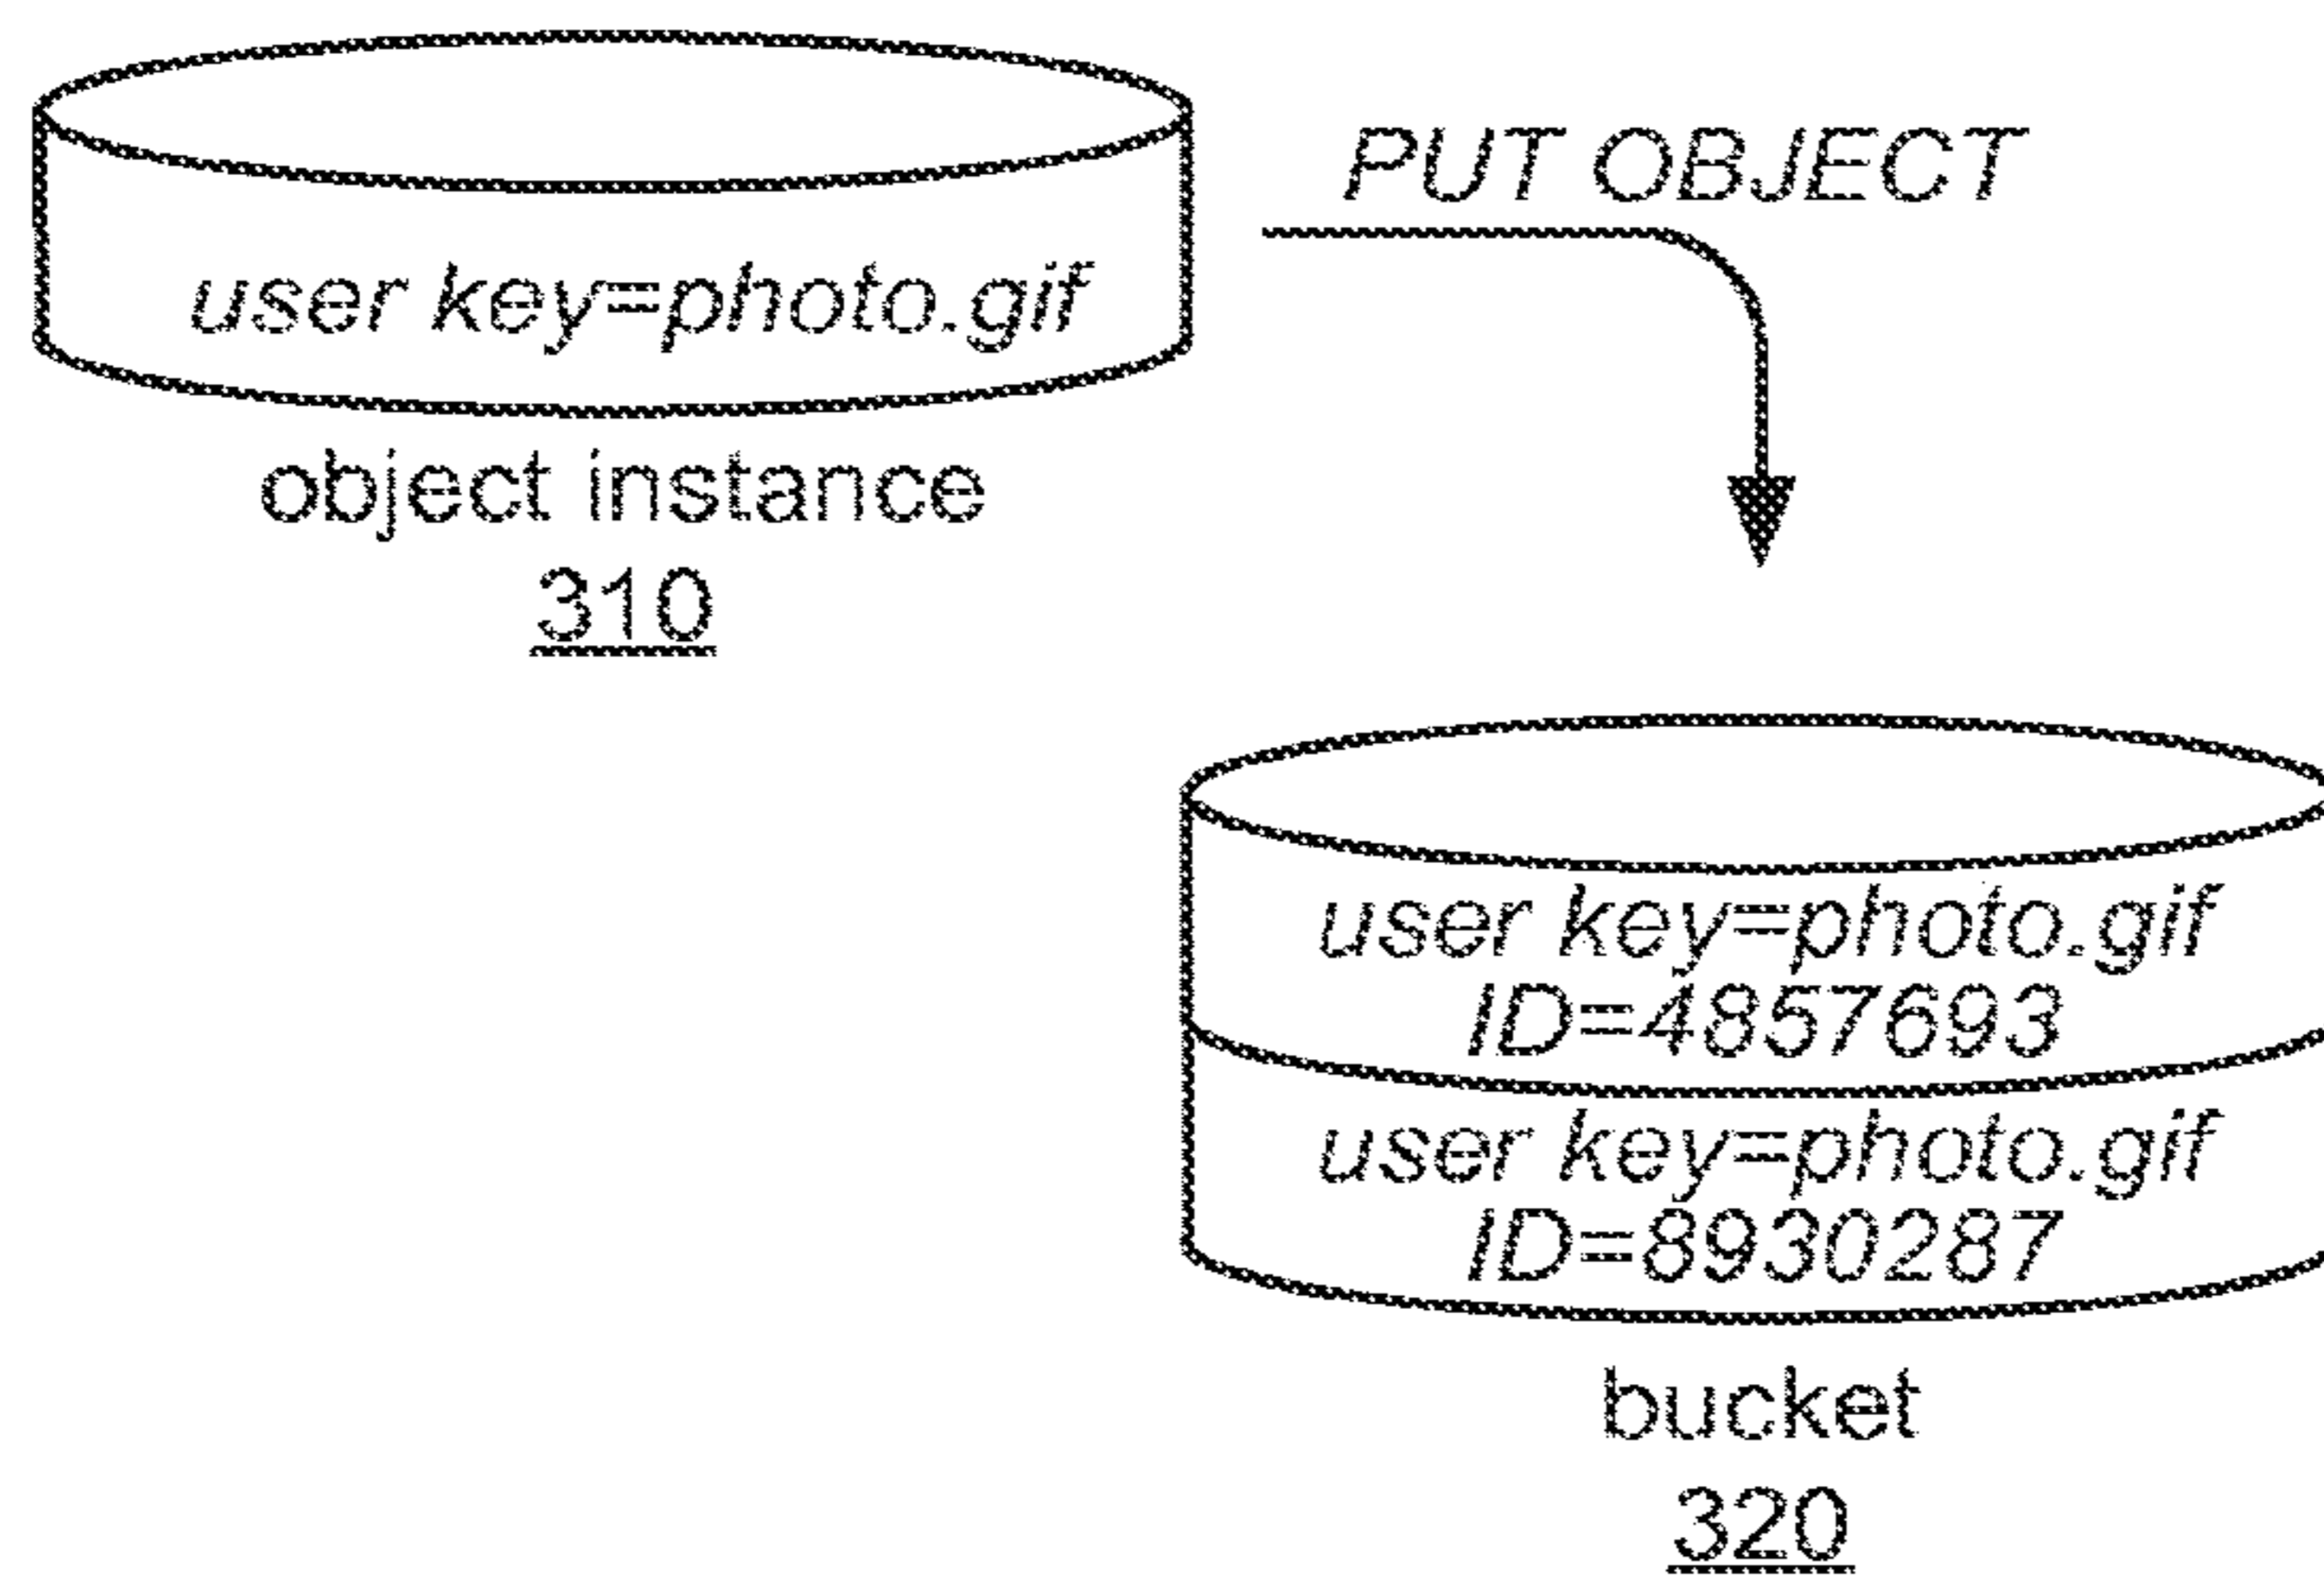 PUT OBJECT
user key=photo.gif
object instance
310
user key=photo.gif
ID=4857693
user key=photo.gif
ID=8930287
bucket
320